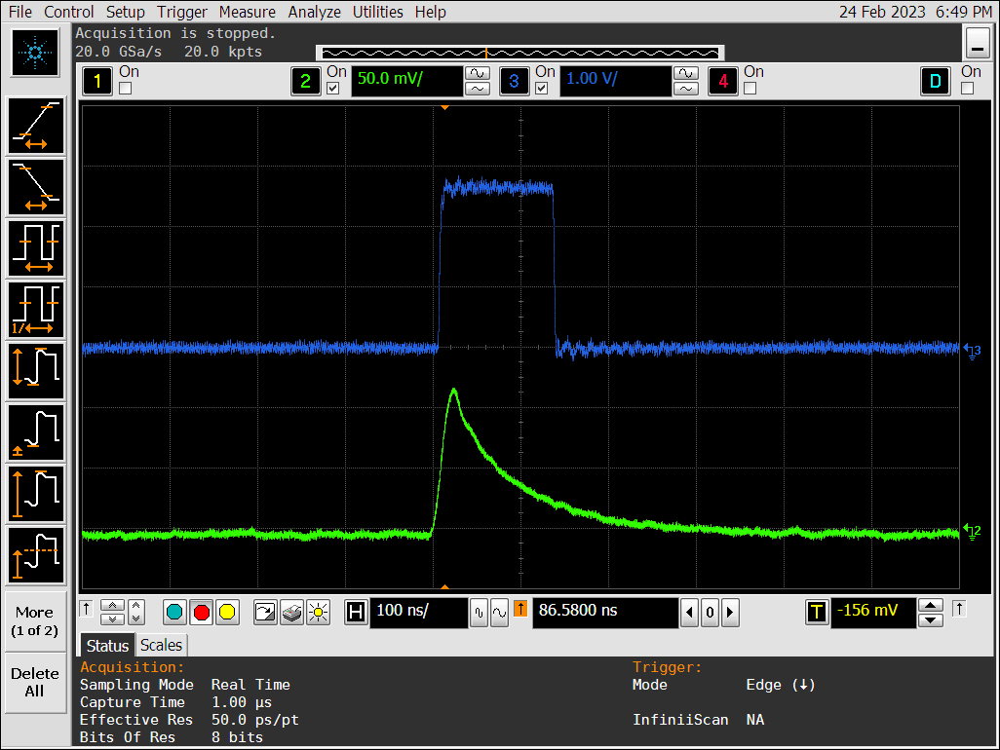 File Control Setup Trigger Measure Analyze Utilities Help 24 Feb 2023 6:49 PM
Acquisition is stopped.
20.0 GSa/s 20.0 kpts
1 On 2 On 50.0 mV/ 3 On 1.00 V/ 4 On D On
3
1/
2
More
(1 of 2)
H 100 ns/ 86.5800 ns 0 T -156 mV
Delete
All
Status Scales
Acquisition: Trigger:
Sampling Mode Real Time Mode Edge (↓)
Capture Time 1.00 µs
Effective Res 50.0 ps/pt InfiniiScan NA
Bits Of Res 8 bits